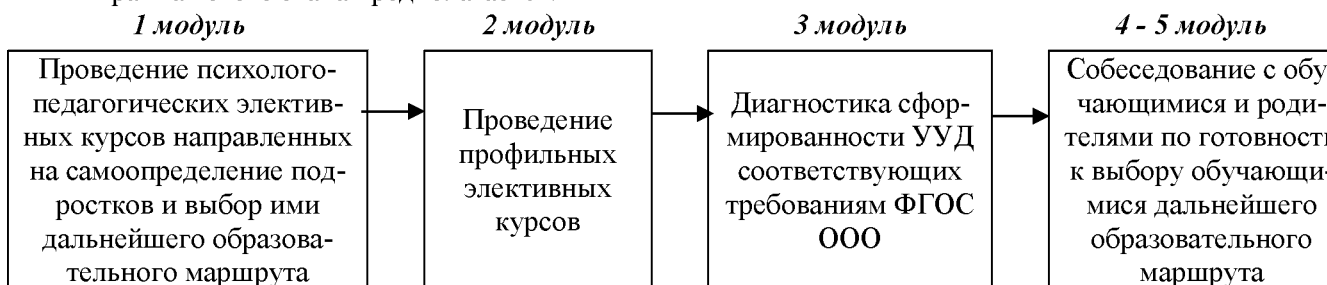 1 модуль
Проведение психолого-
педагогических электив-
ных курсов направленных
на самоопределение под-
ростков и выбор ими
дальнейшего образова-
тельного маршрута
2 модуль
Проведение
профильных
элективных
курсов
3 модуль
Диагностика сфор-
мированности УУД
соответствующих
требованиям ФГОС
ООО
4 - 5 модуль
Собеседование с обу
чающимися и роди-
телями по готовност
к выбору обучающи-
мися дальнейшего
образовательного
маршрута